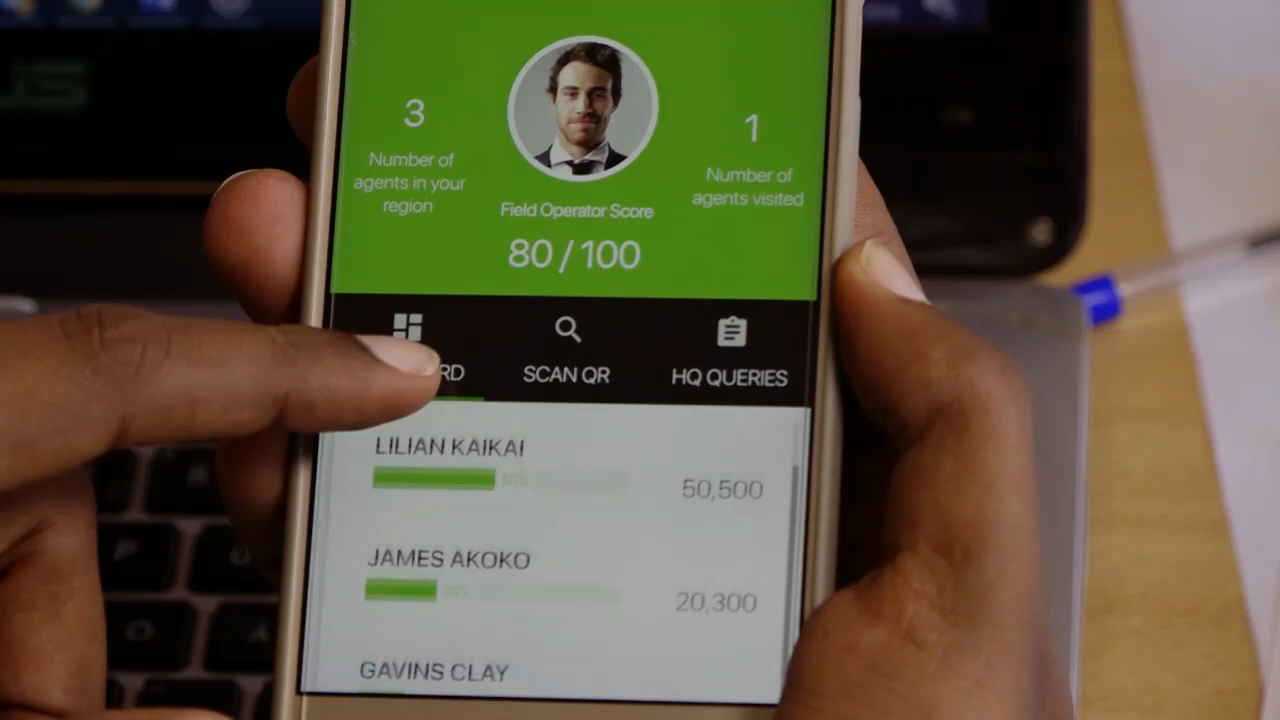 3
Number of
agents in your
region
Field Operator Score
80 / 100
1
Number of
agents visited
RD
SCAN QR
HQ QUERIES
LILIAN KAIKAI
50,500
JAMES AKOKO
20,300
GAVINS CLAY